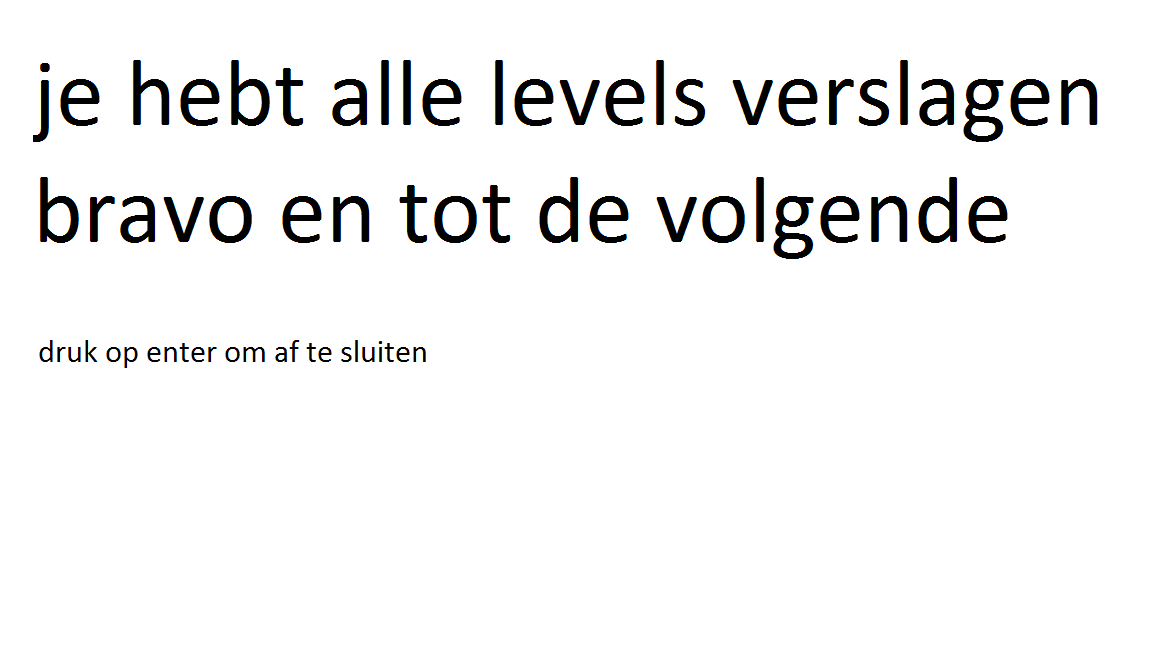 je hebt alle levels verslagen
bravo en tot de volgende
druk op enter om af te sluiten